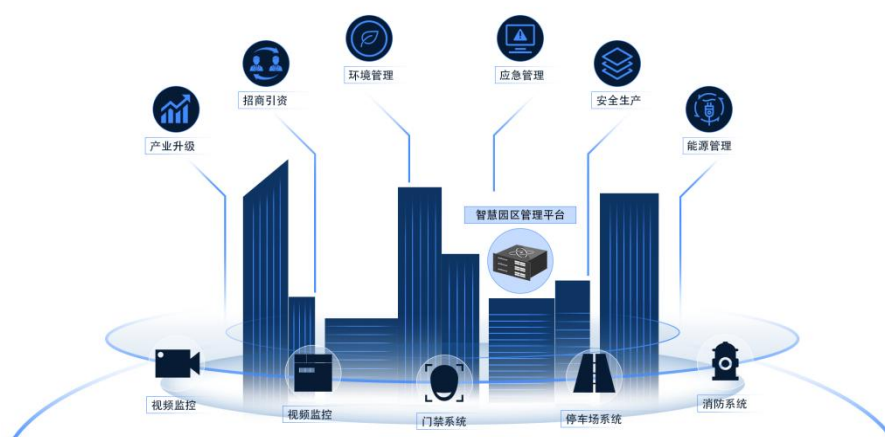 环境管理
应急管理
招商引资
安全生产
产业升级
能源管理
智慧园区管理平台
视频监控
视频监控
门禁系统
停车场系统
消防系统